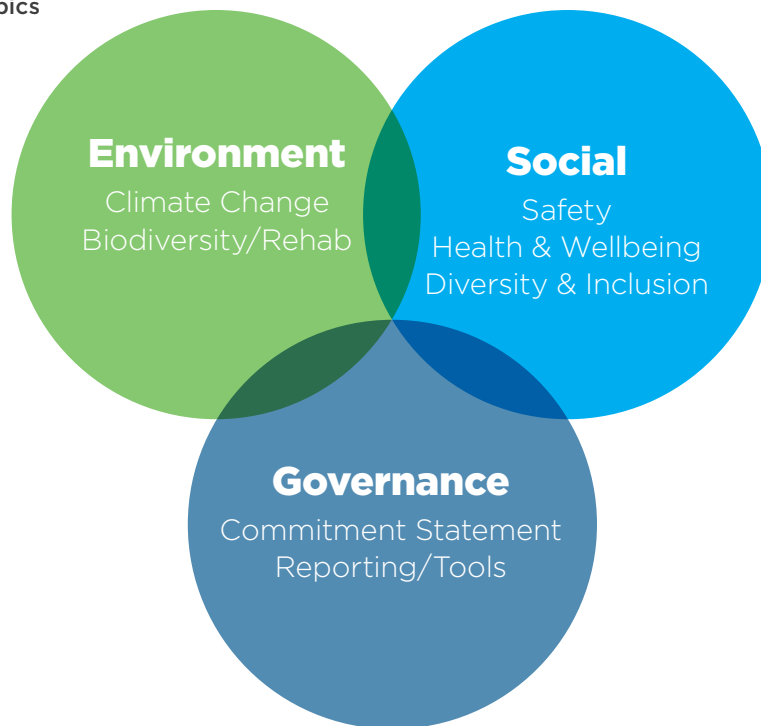 Environment
Climate Change
Biodiversity/Rehab
Social
Safety
Health & Wellbeing
Diversity & Inclusion
Governance
Commitment Statement
Reporting/Tools